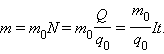 m = m₀N = m₀ Q/q₀ = m₀/q₀ It.